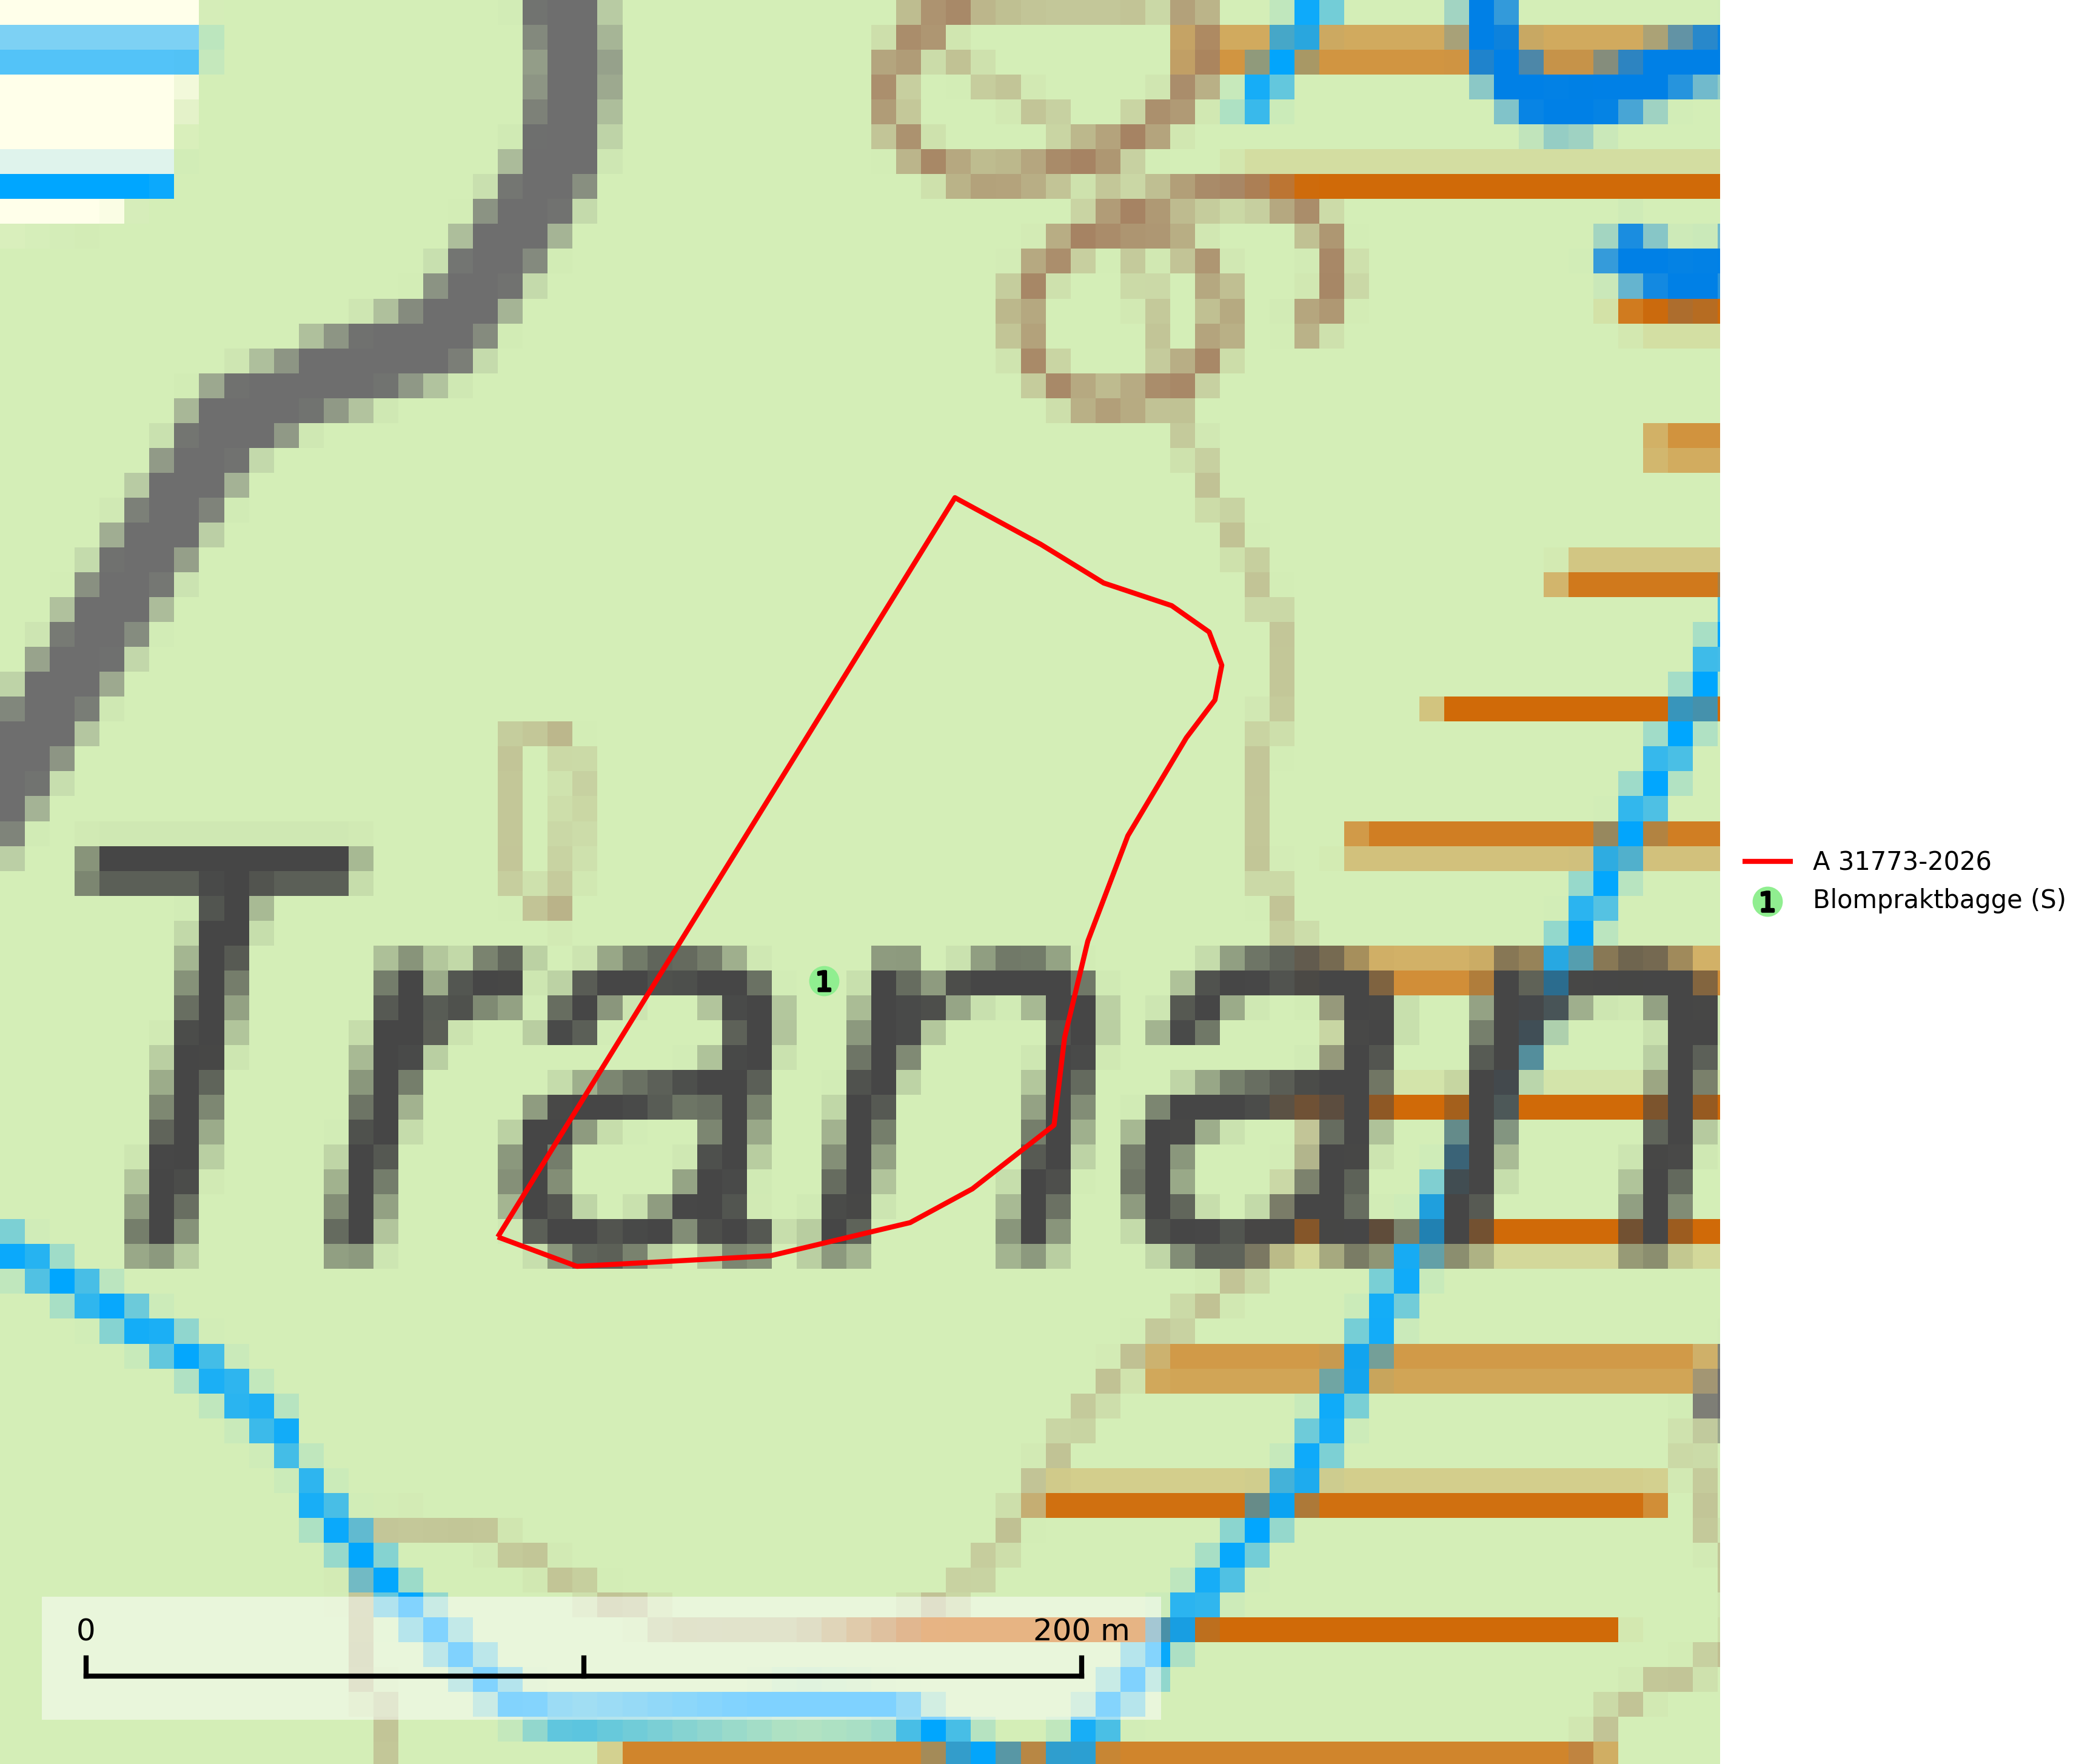 Tranan
0 200 m
A 31773-2026
1 Blompraktbagge (S)
1